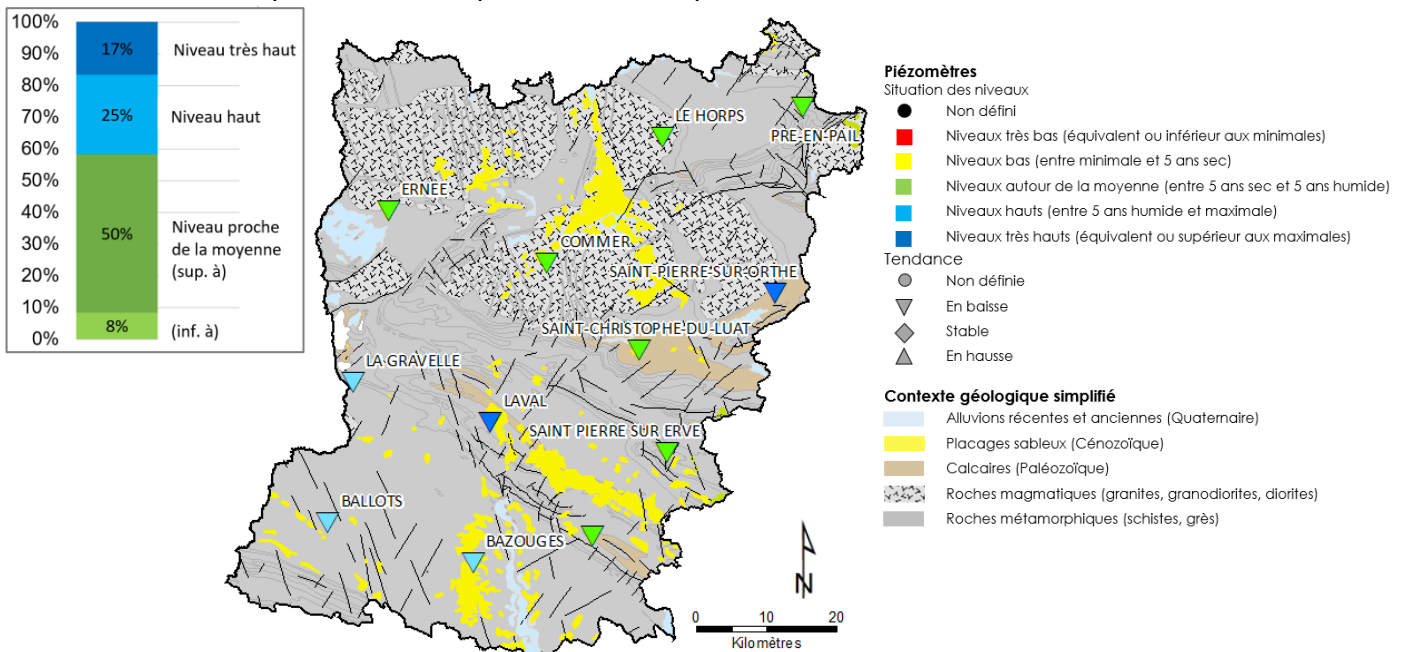 100%
90%
80%
70%
60%
50%
40%
30%
20%
10%
0%
17%
25%
50%
8%
Niveau très haut
Niveau haut
Niveau proche
de la moyenne
(sup. à)
(inf. à)
LE HORPS
PRE-EN-PAIL
ERNEE
COMMER
SAINT-PIERRE-SUR-ORTHE
SAINT-CHRISTOPHE-DU-LUAT
LA GRAVELLE
LAVAL
SAINT PIERRE SUR ERVE
BALLOTS
BAZOUGES
N
0 10 20
Kilomètres
Piézomètres
Situation des niveaux
Non défini
Niveaux très bas (équivalent ou inférieur aux minimales)
Niveaux bas (entre minimale et 5 ans sec)
Niveaux autour de la moyenne (entre 5 ans sec et 5 ans humide)
Niveaux hauts (entre 5 ans humide et maximale)
Niveaux très hauts (équivalent ou supérieur aux maximales)
Tendance
Non définie
En baisse
Stable
En hausse
Contexte géologique simplifié
Alluvions récentes et anciennes (Quaternaire)
Placages sableux (Cénozoïque)
Calcaires (Paléozoïque)
Roches magmatiques (granites, granodiorites, diorites)
Roches métamorphiques (schistes, grès)